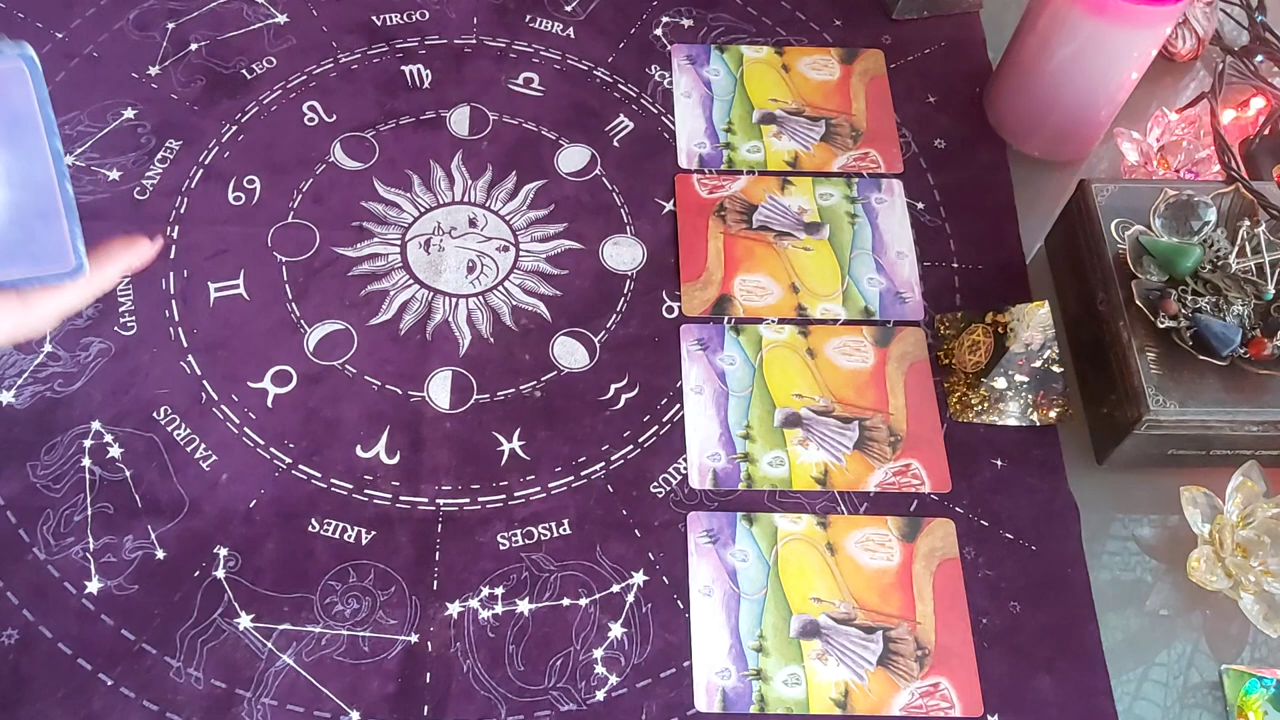 VIRGO
LIBRA
LEO
CANCER
GEMINI
TAURUS
ARIES
PISCES